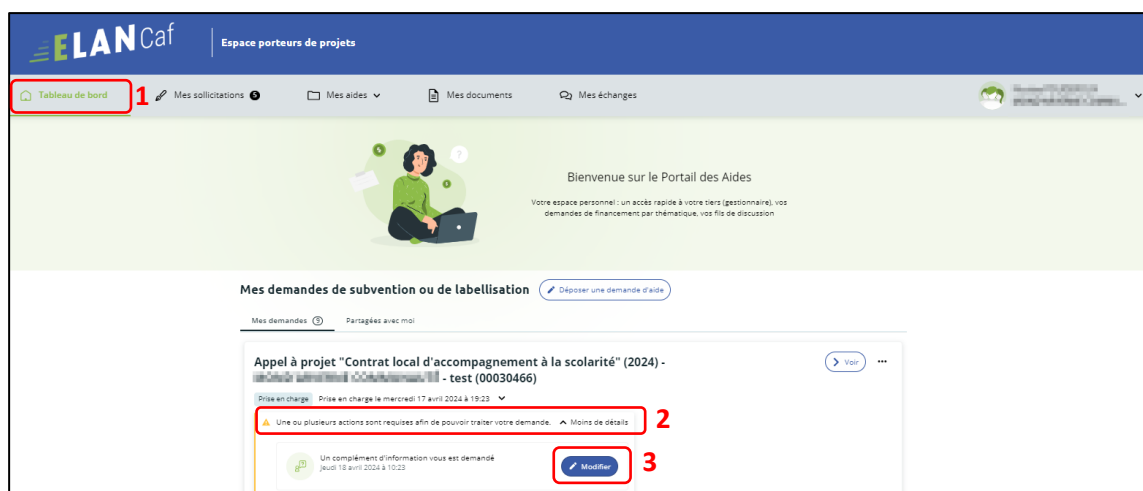 ELAN Caf
Espace porteurs de projets
Tableau de bord
1
Mes sollicitations 5
Mes aides
Mes documents
Mes échanges
Bienvenue sur le Portail des Aides
Votre espace personnel : un accès rapide à votre tiers (gestionnaire), vos
demandes de financement par thématique, vos fils de discussion
Mes demandes de subvention ou de labellisation
Déposer une demande d'aide
Mes demandes 9
Partagées avec moi
Appel à projet "Contrat local d'accompagnement à la scolarité" (2024) -
- test (00030466)
Voir
Prise en charge Prise en charge le mercredi 17 avril 2024 à 19:23
Une ou plusieurs actions sont requises afin de pouvoir traiter votre demande. Moins de détails
2
Un complément d'information vous est demandé
Jeudi 18 avril 2024 à 10:23
Modifier
3